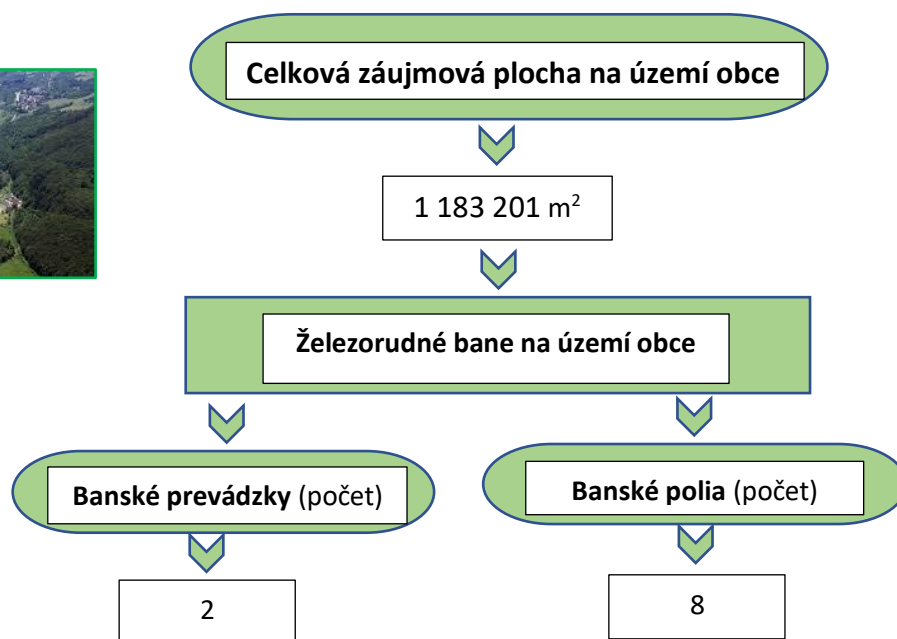 Celková záujmová plocha na území obce
1 183 201 m²
Železorudné bane na území obce
Banské prevádzky (počet)
Banské polia (počet)
2
8